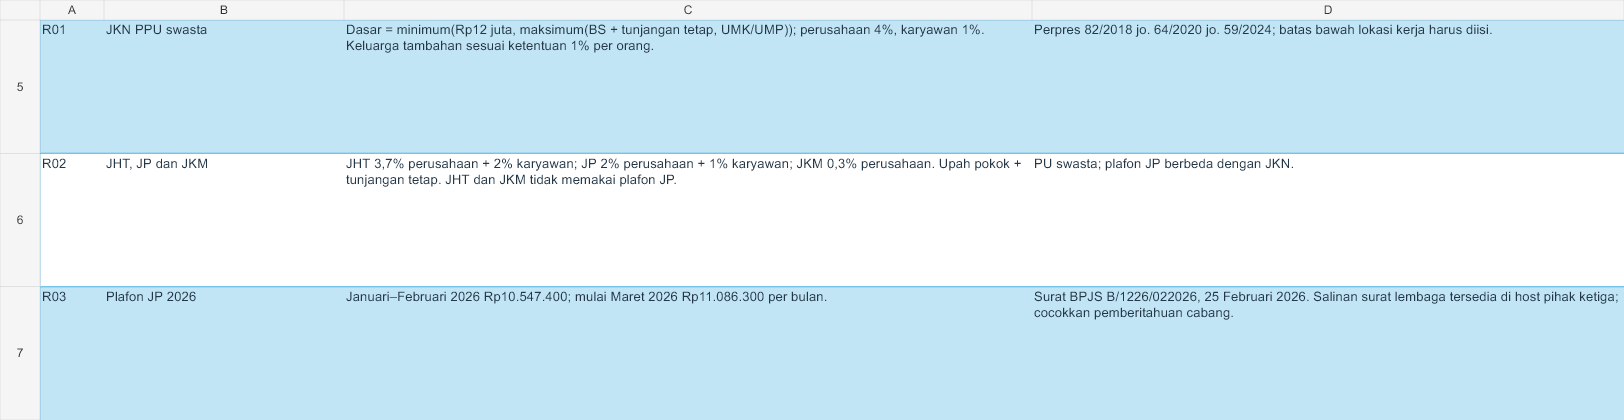 A B C D
5
R01 JKN PPU swasta Dasar = minimum(Rp12 juta, maksimum(BS + tunjangan tetap, UMK/UMP)); perusahaan 4%, karyawan 1%. Perpres 82/2018 jo. 64/2020 jo. 59/2024; batas bawah lokasi kerja harus diisi.
Keluarga tambahan sesuai ketentuan 1% per orang.
6
R02 JHT, JP dan JKM JHT 3,7% perusahaan + 2% karyawan; JP 2% perusahaan + 1% karyawan; JKM 0,3% perusahaan. Upah pokok + PU swasta; plafon JP berbeda dengan JKN.
tunjangan tetap. JHT dan JKM tidak memakai plafon JP.
7
R03 Plafon JP 2026 Januari–Februari 2026 Rp10.547.400; mulai Maret 2026 Rp11.086.300 per bulan. Surat BPJS B/1226/022026, 25 Februari 2026. Salinan surat lembaga tersedia di host pihak ketiga;
cocokkan pemberitahuan cabang.